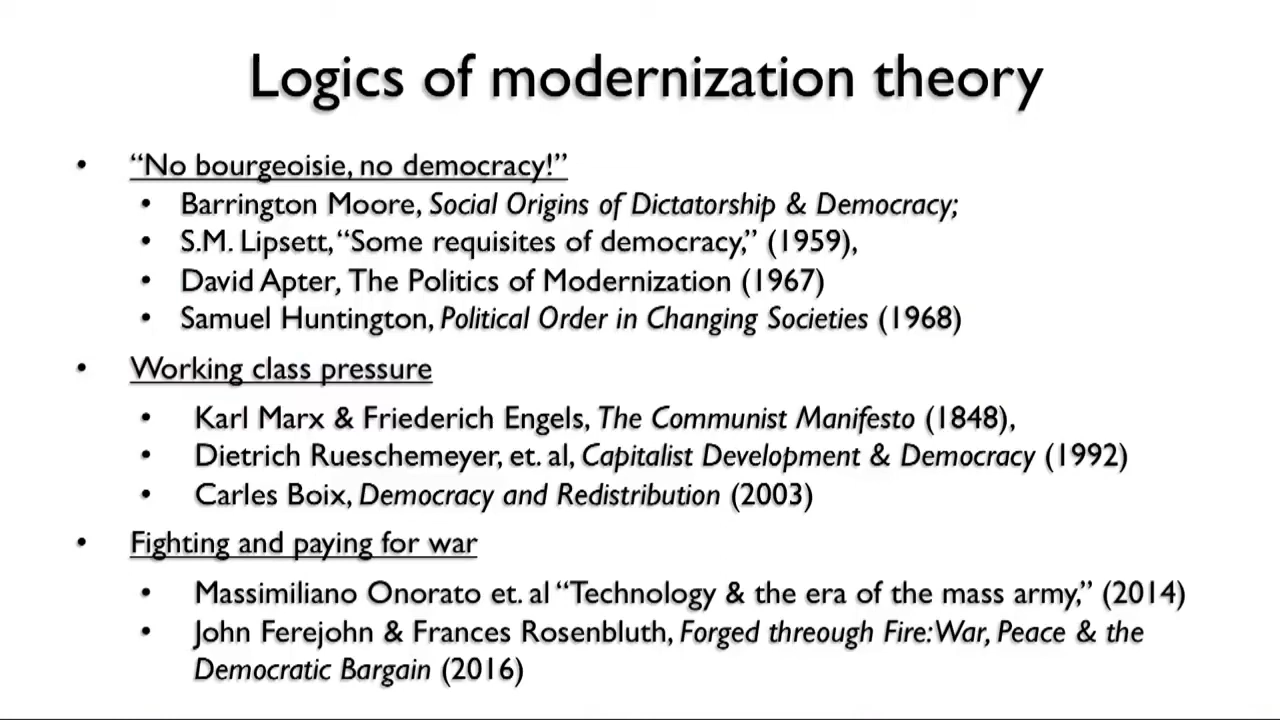 Logics of modernization theory
• “No bourgeoisie, no democracy!”
• Barrington Moore, Social Origins of Dictatorship & Democracy;
• S.M. Lipsett, “Some requisites of democracy,” (1959),
• David Apter, The Politics of Modernization (1967)
• Samuel Huntington, Political Order in Changing Societies (1968)
• Working class pressure
• Karl Marx & Friederich Engels, The Communist Manifesto (1848),
• Dietrich Rueschemeyer, et. al, Capitalist Development & Democracy (1992)
• Carles Boix, Democracy and Redistribution (2003)
• Fighting and paying for war
• Massimiliano Onorato et. al “Technology & the era of the mass army,” (2014)
• John Ferejohn & Frances Rosenbluth, Forged threough Fire: War, Peace & the
Democratic Bargain (2016)